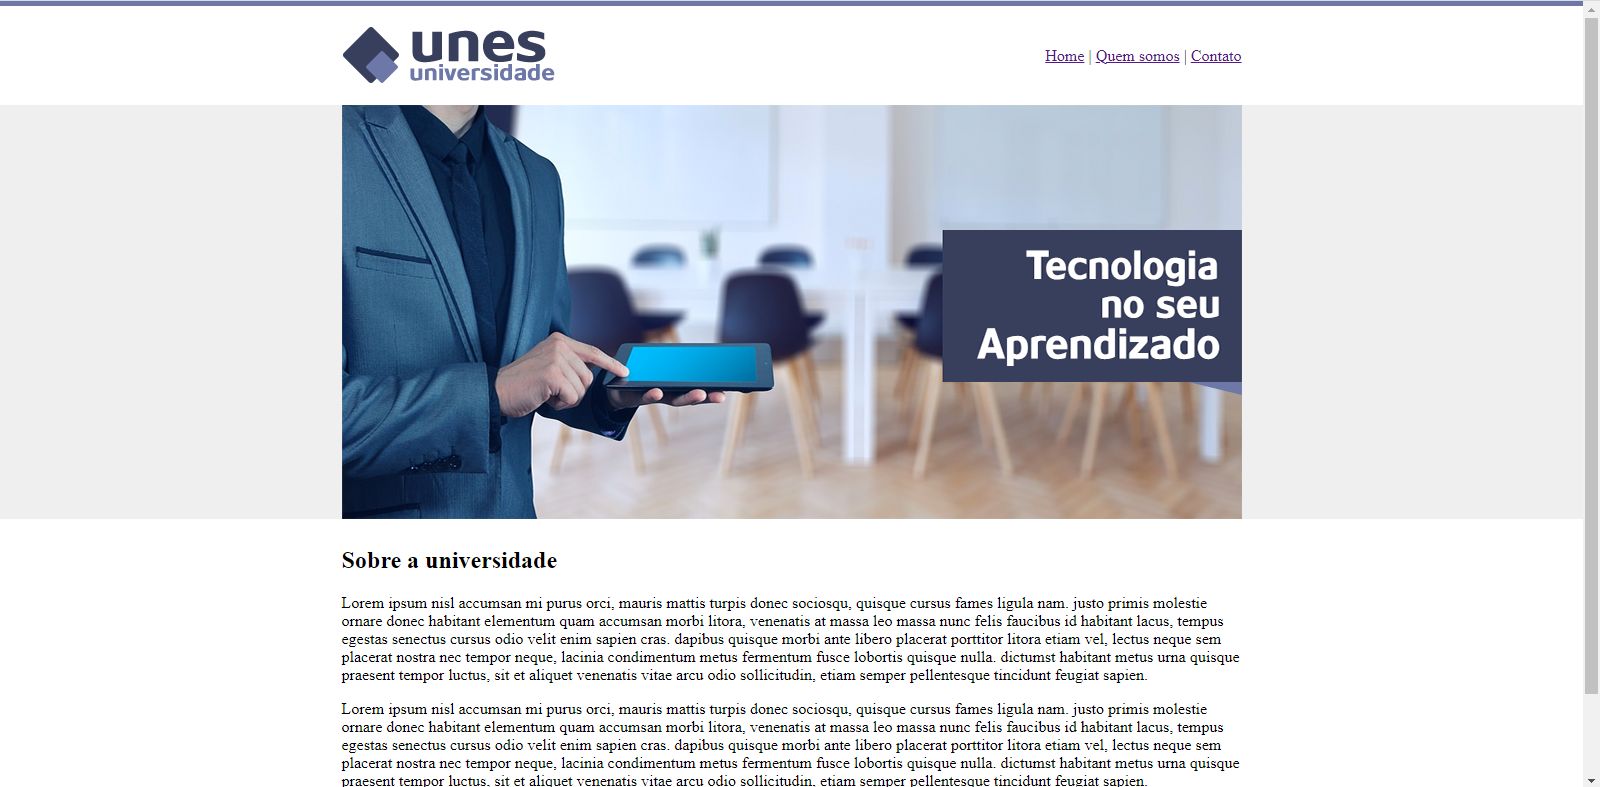 unes
universidade
Home | Quem somos | Contato
Tecnologia
no seu
Aprendizado
Sobre a universidade
Lorem ipsum nisl accumsan mi purus orci, mauris mattis turpis donec sociosqu, quisque cursus fames ligula nam. justo primis molestie
ornare donec habitant elementum quam accumsan morbi litora, venenatis at massa leo massa nunc felis faucibus id habitant lacus, tempus
egestas senectus cursus odio velit enim sapien cras. dapibus quisque morbi ante libero placerat porttitor litora etiam vel, lectus neque sem
placerat nostra nec tempor neque, lacinia condimentum metus fermentum fusce lobortis quisque nulla. dictumst habitant metus urna quisque
praesent tempor luctus, sit et aliquet venenatis vitae arcu odio sollicitudin, etiam semper pellentesque tincidunt feugiat sapien.
Lorem ipsum nisl accumsan mi purus orci, mauris mattis turpis donec sociosqu, quisque cursus fames ligula nam. justo primis molestie
ornare donec habitant elementum quam accumsan morbi litora, venenatis at massa leo massa nunc felis faucibus id habitant lacus, tempus
egestas senectus cursus odio velit enim sapien cras. dapibus quisque morbi ante libero placerat porttitor litora etiam vel, lectus neque sem
placerat nostra nec tempor neque, lacinia condimentum metus fermentum fusce lobortis quisque nulla. dictumst habitant metus urna quisque
praesent tempor luctus, sit et aliquet venenatis vitae arcu odio sollicitudin, etiam semper pellentesque tincidunt feugiat sapien.